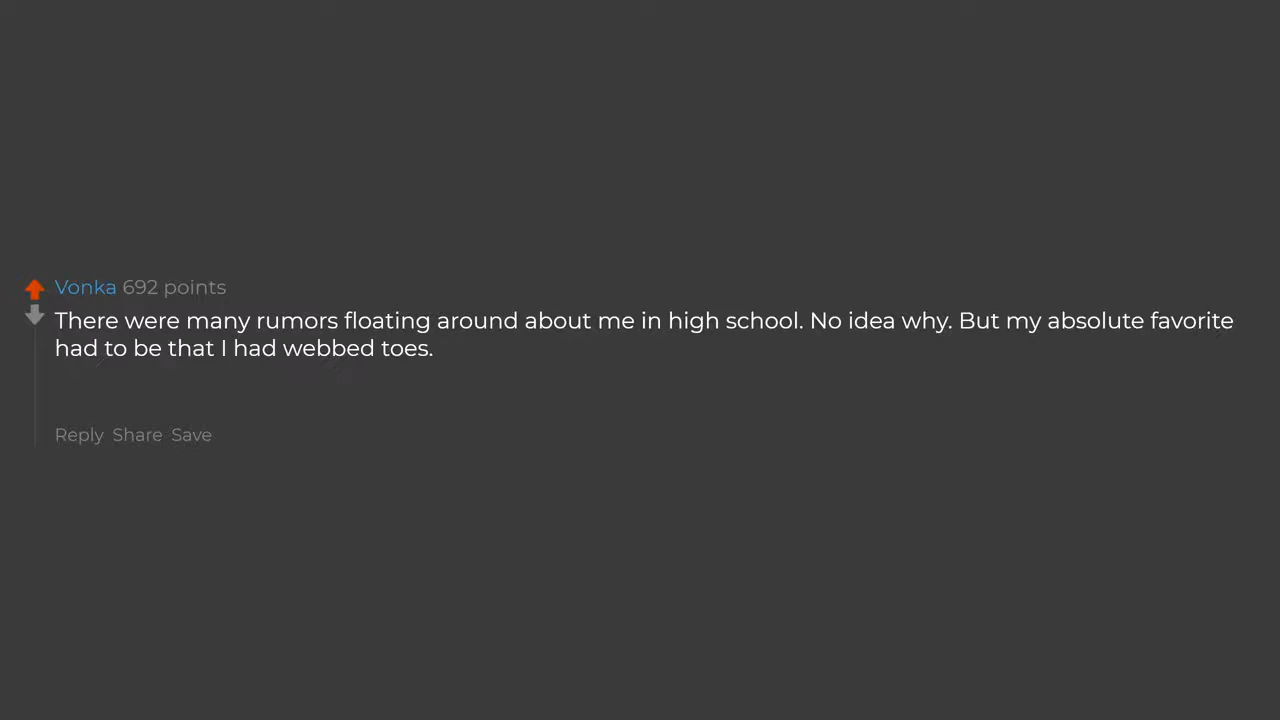 Vonka 692 points
There were many rumors floating around about me in high school. No idea why. But my absolute favorite
had to be that I had webbed toes.
Reply Share Save